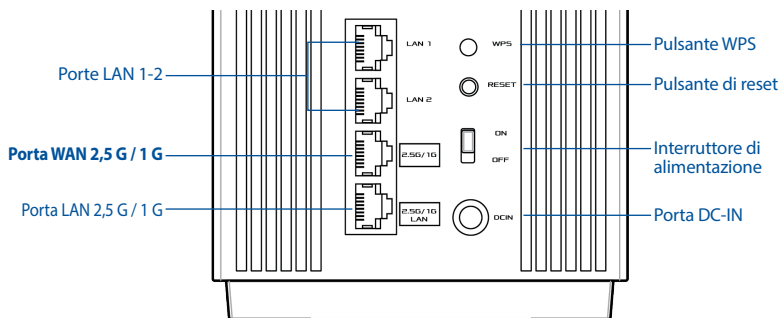 LAN 1
WPS
Pulsante WPS
Porte LAN 1-2
RESET
Pulsante di reset
LAN 2
ON
Porta WAN 2,5 G / 1 G
2.5G/1G
OFF
Interruttore di
alimentazione
Porta LAN 2,5 G / 1 G
2.5G/1G
LAN
DCIN
Porta DC-IN